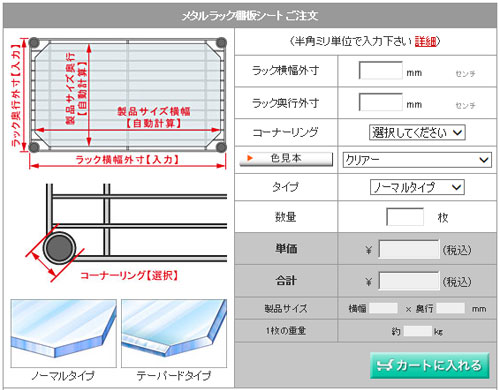 メタルラック棚板シート ご注文
ラック奥行外寸【入力】
製品サイズ奥行
【自動計算】
製品サイズ横幅
【自動計算】
ラック横幅外寸【入力】
コーナーリング【選択】
ノーマルタイプ
テーパードタイプ
(半角ミリ単位で入力下さい 詳細)
ラック横幅外寸 mm センチ
ラック奥行外寸 mm センチ
コーナーリング 選択してください
色見本 クリアー
タイプ ノーマルタイプ
数量 枚
単価 ¥ (税込)
合計 ¥ (税込)
製品サイズ 横幅 × 奥行 mm
1枚の重量 約 kg
カートに入れる